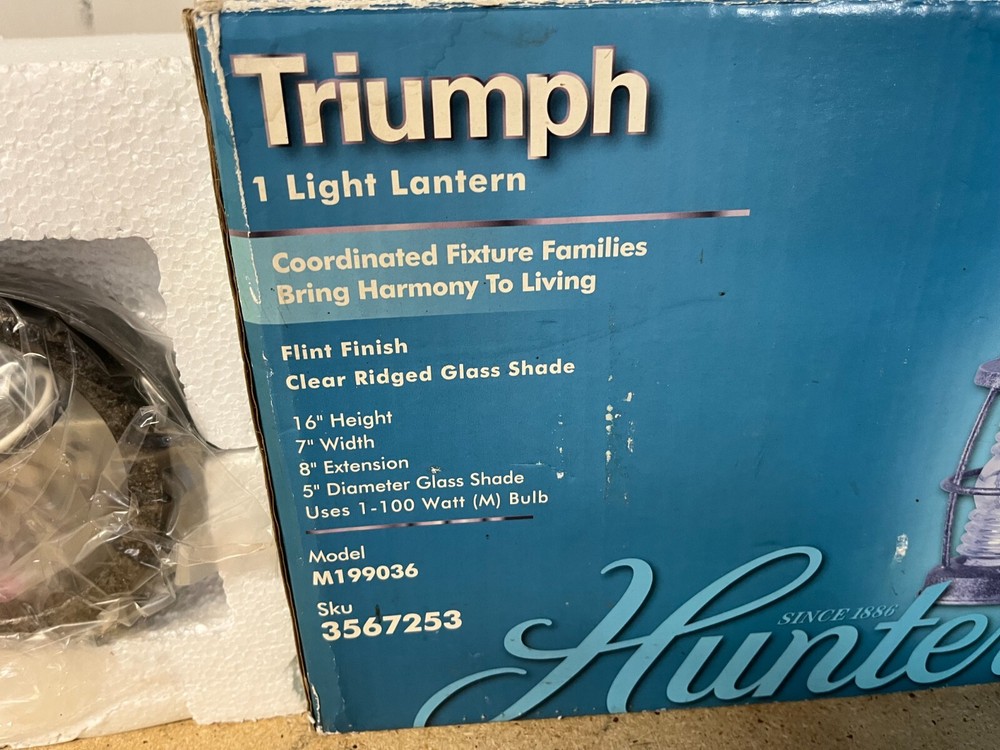 Triumph
1 Light Lantern
Coordinated Fixture Families
Bring Harmony To Living
Flint Finish
Clear Ridged Glass Shade
16" Height
7" Width
8" Extension
5" Diameter Glass Shade
Uses 1-100 Watt (M) Bulb
Model
M199036
Sku
3567253
SINCE 1886
Hunter